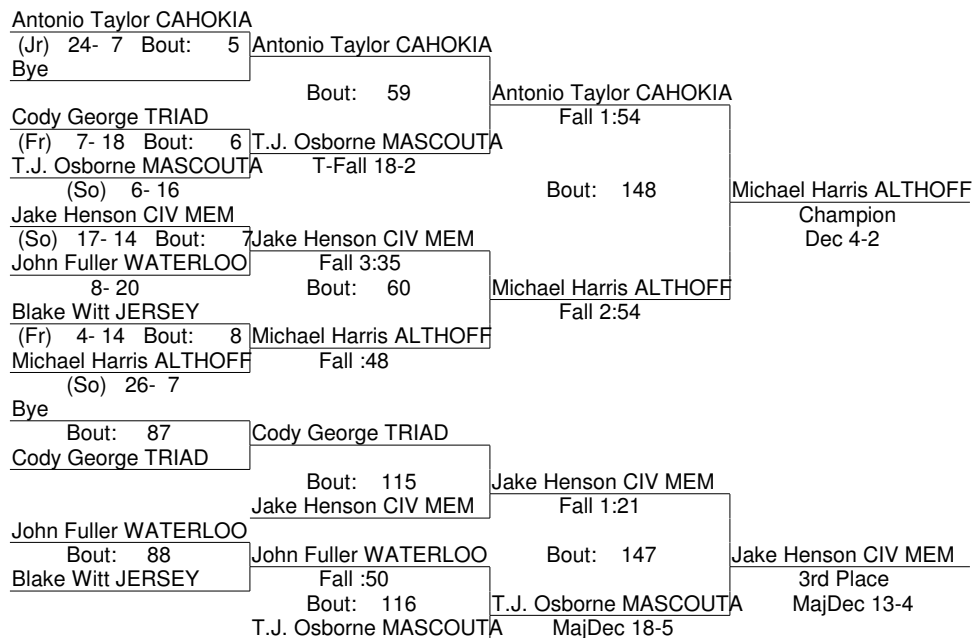 Antonio Taylor CAHOKIA
(Jr) 24- 7 Bout: 5 Antonio Taylor CAHOKIA
Bye
Bout: 59 Antonio Taylor CAHOKIA
Cody George TRIAD Fall 1:54
(Fr) 7- 18 Bout: 6 T.J. Osborne MASCOUTA
T.J. Osborne MASCOUTA T-Fall 18-2
(So) 6- 16 Bout: 148 Michael Harris ALTHOFF
Jake Henson CIV MEM Champion
(So) 17- 14 Bout: 7 Jake Henson CIV MEM Dec 4-2
John Fuller WATERLOO Fall 3:35
8- 20 Bout: 60 Michael Harris ALTHOFF
Blake Witt JERSEY Fall 2:54
(Fr) 4- 14 Bout: 8 Michael Harris ALTHOFF
Michael Harris ALTHOFF Fall :48
(So) 26- 7
Bye
Bout: 87 Cody George TRIAD
Cody George TRIAD
Bout: 115 Jake Henson CIV MEM
Jake Henson CIV MEM Fall 1:21
John Fuller WATERLOO
Bout: 88 John Fuller WATERLOO Bout: 147 Jake Henson CIV MEM
Blake Witt JERSEY Fall :50 3rd Place
Bout: 116 T.J. Osborne MASCOUTA MajDec 13-4
T.J. Osborne MASCOUTA MajDec 18-5